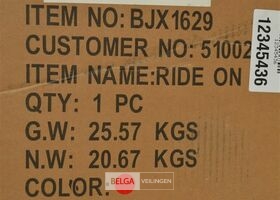 ITEM NO: BJX1629
CUSTOMER NO: 51002
ITEM NAME:RIDE ON
QTY: 1 PC
G.W: 25.57 KGS
N.W: 20.67 KGS
COLOR:
BELGA VEILINGEN
12345436